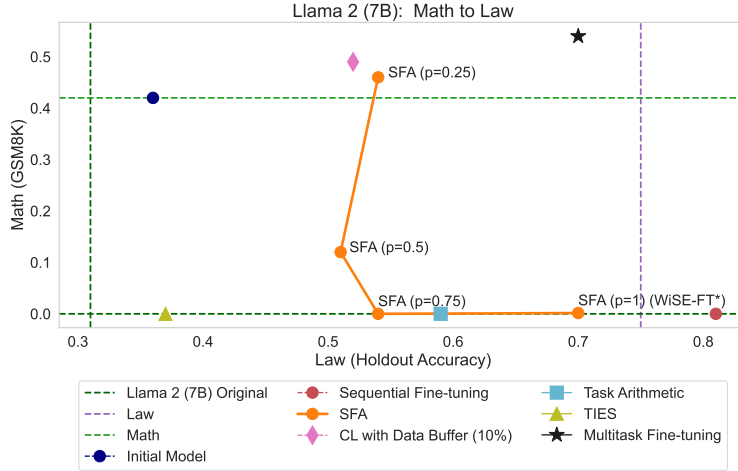 Llama 2 (7B):  Math to Law
Math (GSM8K)
0.5
0.4
0.3
0.2
0.1
0.0
SFA (p=0.25)
SFA (p=0.5)
SFA (p=0.75)
SFA (p=1) (WiSE-FT*)
0.3 0.4 0.5 0.6 0.7 0.8
Law (Holdout Accuracy)
Llama 2 (7B) Original
Law
Math
Initial Model
Sequential Fine-tuning
SFA
CL with Data Buffer (10%)
Task Arithmetic
TIES
Multitask Fine-tuning